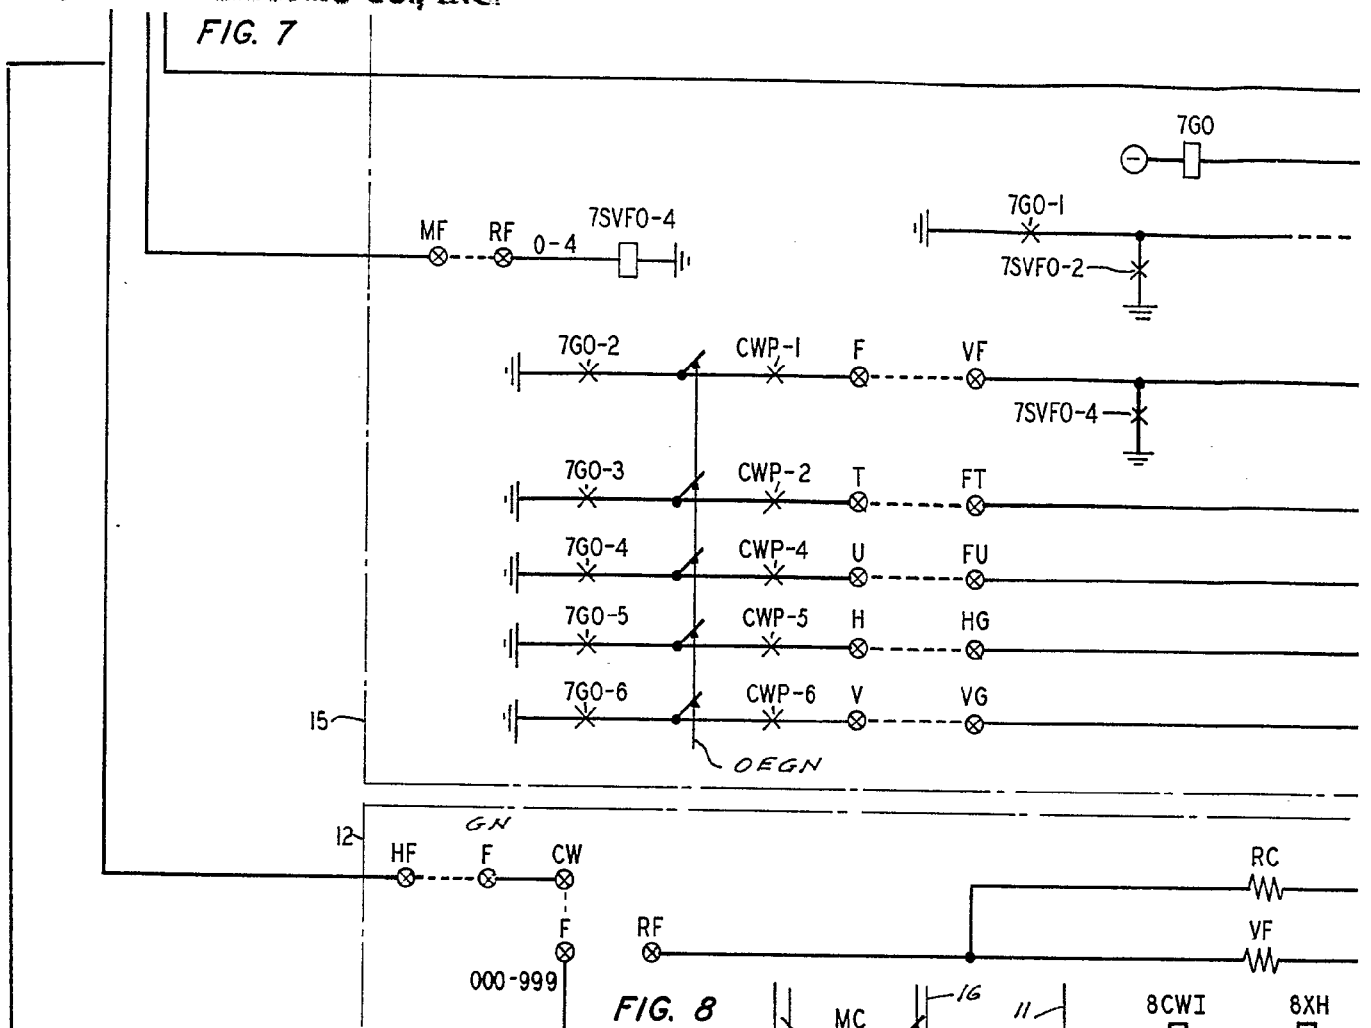 FIG. 7
7GO
7GO-1
MF RF 0-4 7SVFO-4
7SVFO-2
7GO-2 CWP-1 F VF
7SVFO-4
7GO-3 CWP-2 T FT
7GO-4 CWP-4 U FU
7GO-5 CWP-5 H HG
7GO-6 CWP-6 V VG
15
OEGN
GN
12
HF F CW RC
F RF VF
000-999
FIG. 8 MC 16 11 8CWI 8XH